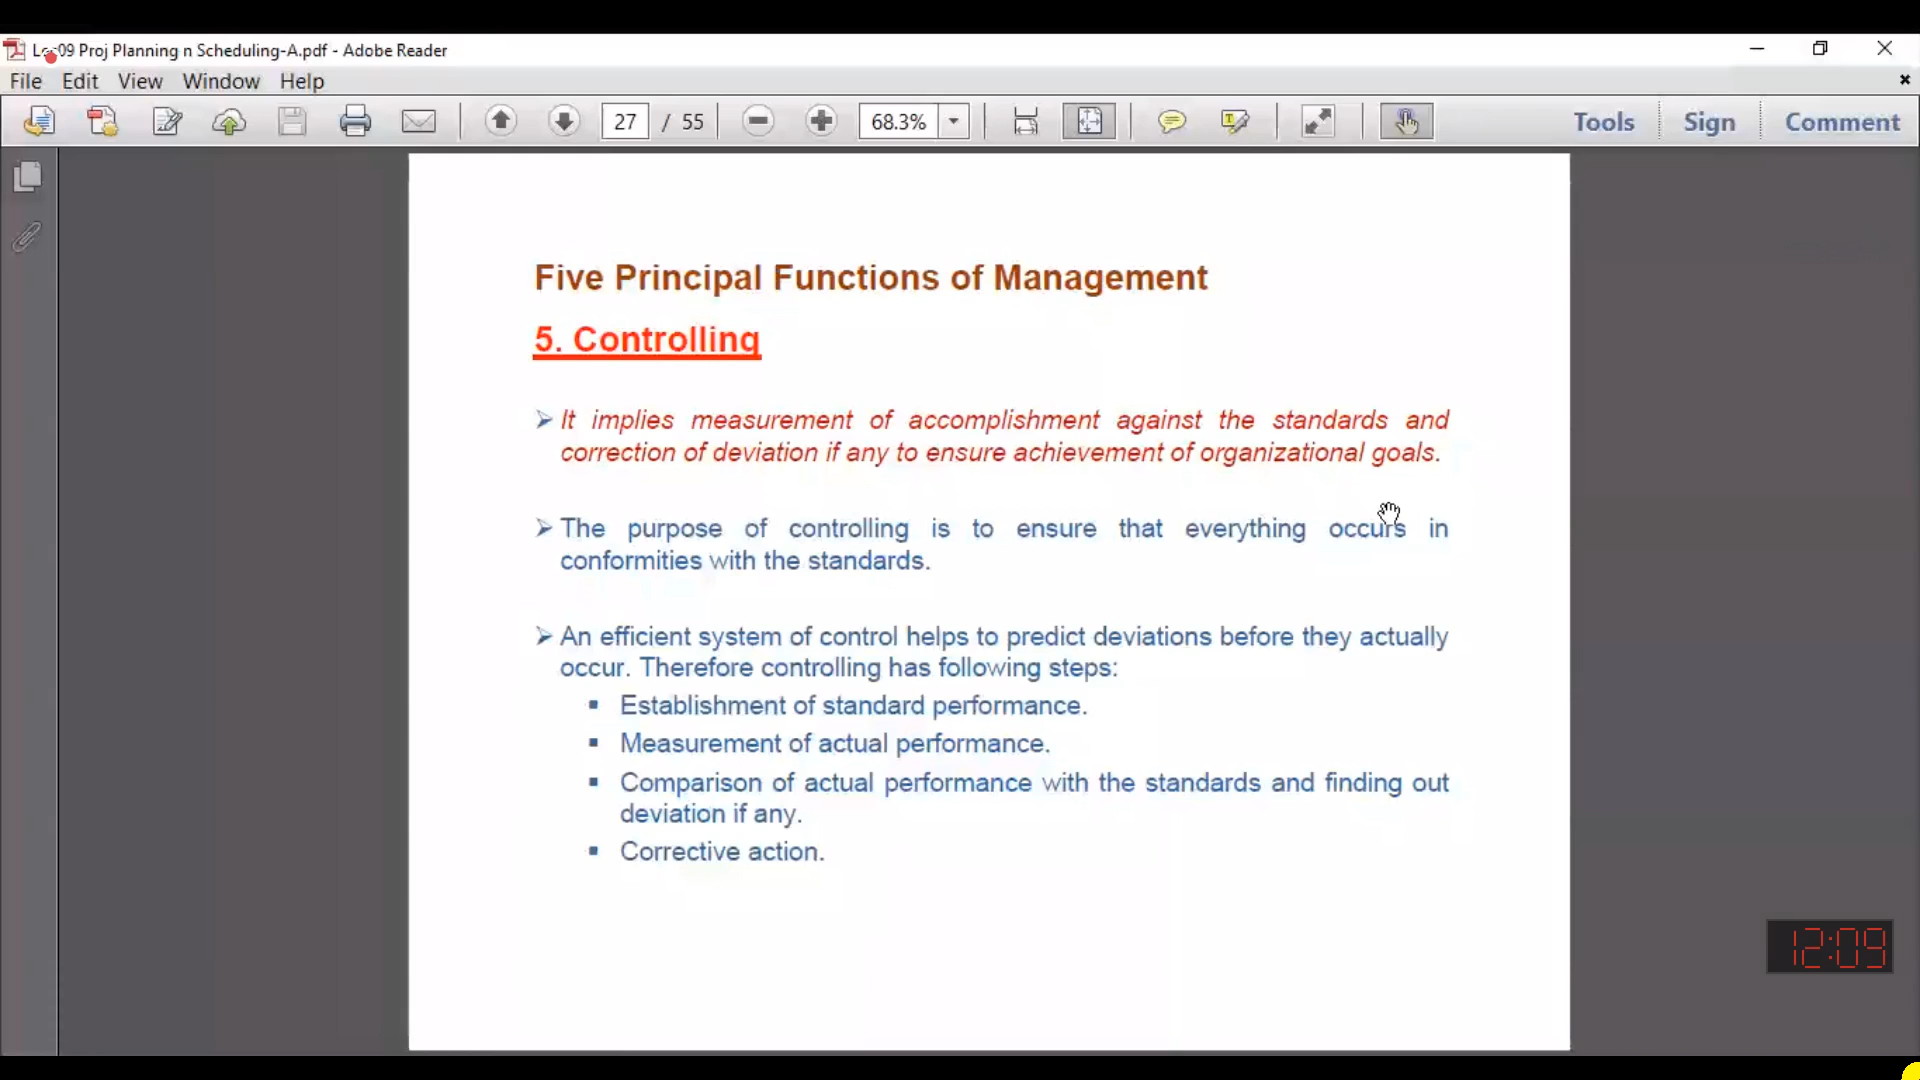 Lec09 Proj Planning n Scheduling-A.pdf - Adobe Reader
File Edit View Window Help
27 / 55 68.3% Tools Sign Comment
Five Principal Functions of Management
5. Controlling
It implies measurement of accomplishment against the standards and
correction of deviation if any to ensure achievement of organizational goals.
The purpose of controlling is to ensure that everything occurs in
conformities with the standards.
An efficient system of control helps to predict deviations before they actually
occur. Therefore controlling has following steps:
Establishment of standard performance.
Measurement of actual performance.
Comparison of actual performance with the standards and finding out
deviation if any.
Corrective action.
12:09